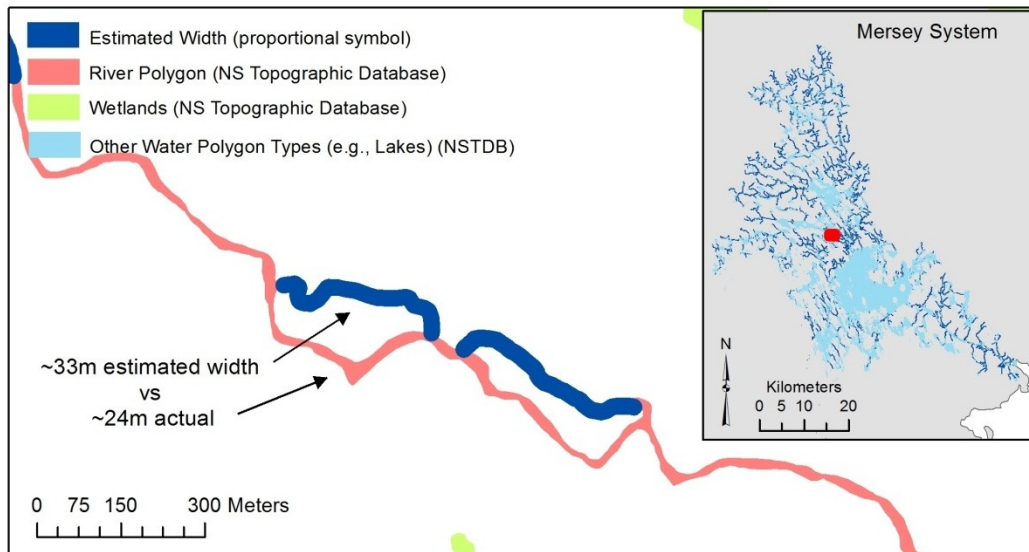 Estimated Width (proportional symbol)
River Polygon (NS Topographic Database)
Wetlands (NS Topographic Database)
Other Water Polygon Types (e.g., Lakes) (NSTDB)
~33m estimated width
vs
~24m actual
0 75 150 300 Meters
Mersey System
N
Kilometers
0 5 10 20